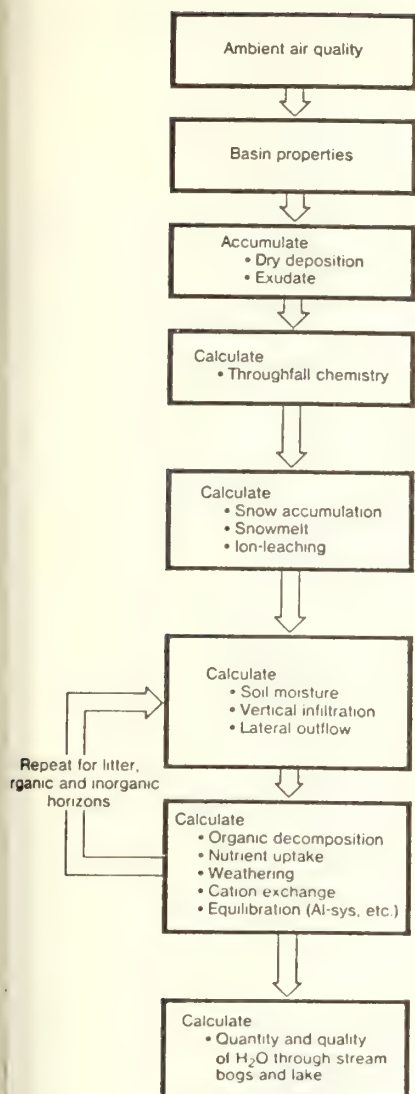 Ambient air quality
Basin properties
Accumulate
• Dry deposition
• Exudate
Calculate
• Throughfall chemistry
Calculate
• Snow accumulation
• Snowmelt
• Ion-leaching
Calculate
• Soil moisture
• Vertical infiltration
• Lateral outflow
Repeat for litter,
rganic and inorganic
horizons
Calculate
• Organic decomposition
• Nutrient uptake
• Weathering
• Cation exchange
• Equilibration (Al-sys, etc.)
Calculate
• Quantity and quality
of H₂O through stream
bogs and lake